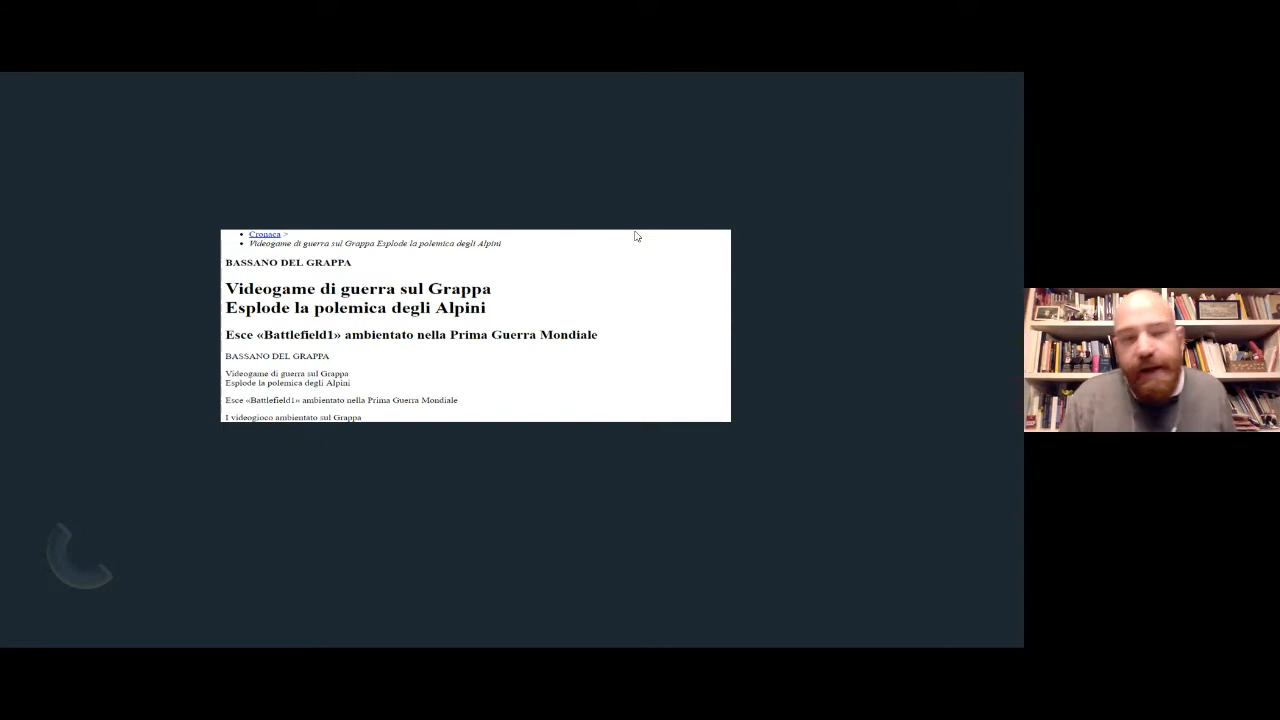 Cronaca >
Videogame di guerra sul Grappa Esplode la polemica degli Alpini
BASSANO DEL GRAPPA
Videogame di guerra sul Grappa
Esplode la polemica degli Alpini
Esce «Battlefield1» ambientato nella Prima Guerra Mondiale
BASSANO DEL GRAPPA
Videogame di guerra sul Grappa
Esplode la polemica degli Alpini
Esce «Battlefield1« ambientato nella Prima Guerra Mondiale
I videogioco ambientato sul Grappa